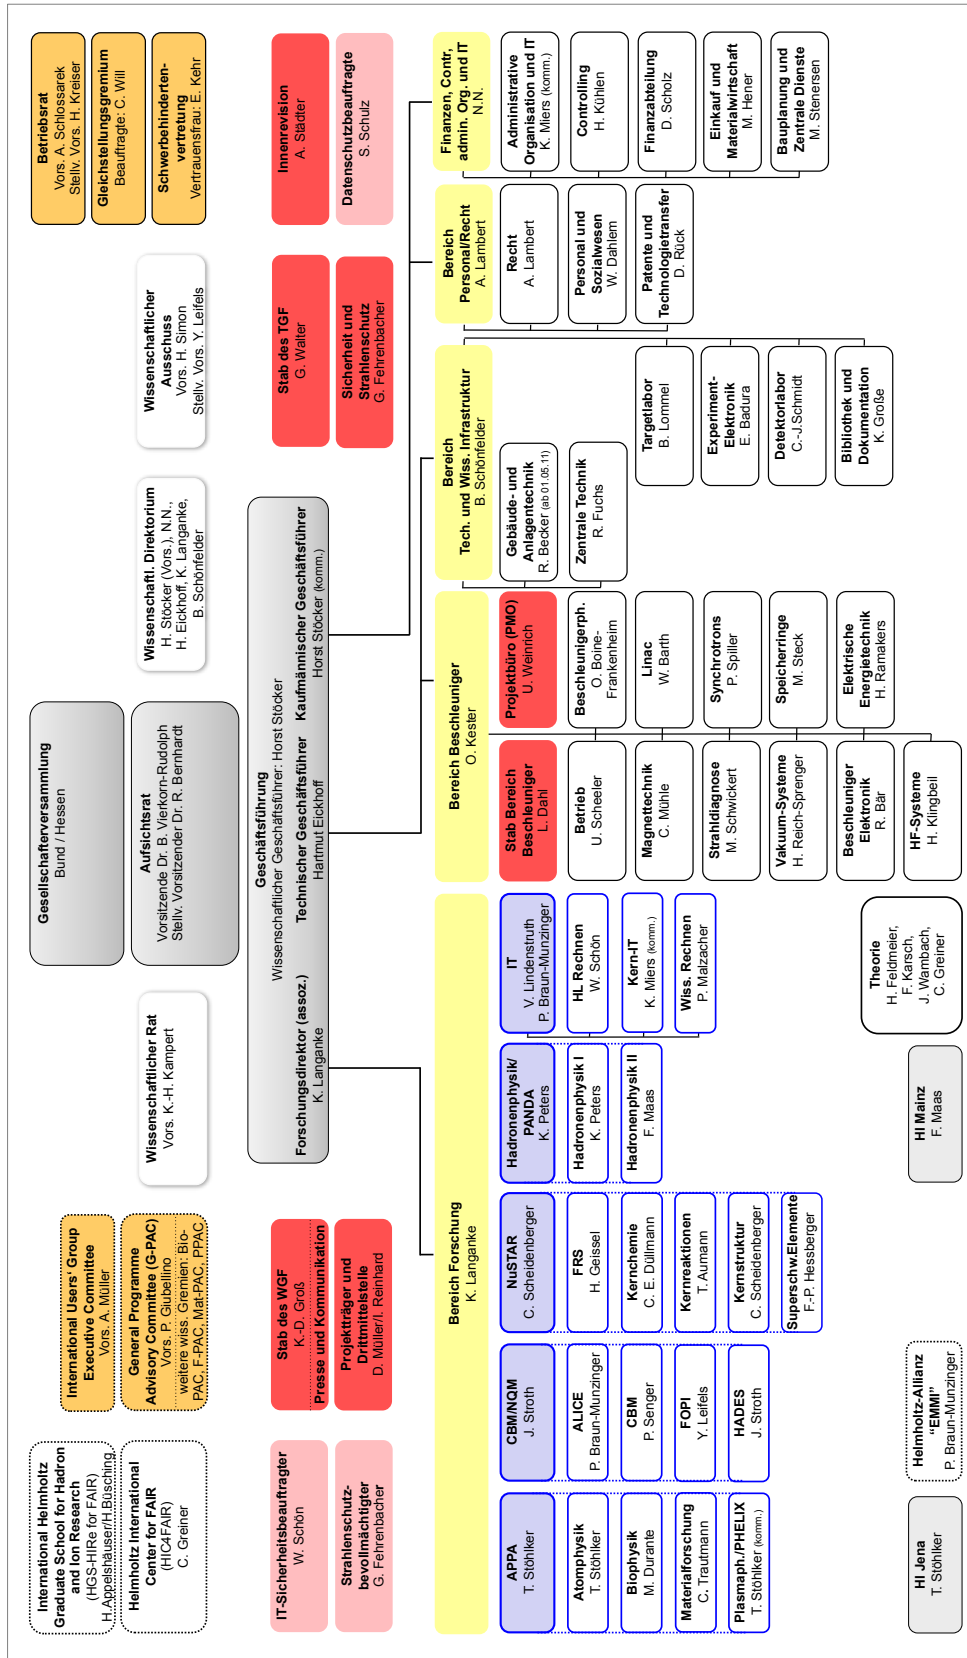 International Helmholtz
Graduate School for Hadron
and Ion Research
(HGS-HIRe for FAIR)
H.Appelshäuser/H.Büsching
Helmholtz International
Center for FAIR
(HIC4FAIR)
C. Greiner
International Users' Group
Executive Committee
Vors. A. Müller
General Programme
Advisory Committee (G-PAC)
Vors. P. Giubellino
weitere wiss. Gremien: Bio-
PAC, F-PAC, Mat-PAC, PPAC
Wissenschaftlicher Rat
Vors. K.-H. Kampert
Gesellschafterversammlung
Bund / Hessen
Aufsichtsrat
Vorsitzende Dr. B. Vierkorn-Rudolph
Stellv. Vorsitzender Dr. R. Bernhardt
Wissenschaftl. Direktorium
H. Stöcker (Vors.), N.N.,
H. Eickhoff, K. Langanke,
B. Schönfelder
Wissenschaftlicher
Ausschuss
Vors. H. Simon
Stellv. Vors. Y. Leifels
Betriebsrat
Vors. A. Schlossarek
Stellv. Vors. H. Kreiser
Gleichstellungsgremium
Beauftragte: C. Will
Schwerbehinderten-
vertretung
Vertrauensfrau: E. Kehr
IT-Sicherheitsbeauftragter
W. Schön
Strahlenschutz-
bevollmächtigter
G. Fehrenbacher
Stab des WGF
K.-D. Groß
Presse und Kommunikation
Projektträger und
Drittmittelstelle
D. Müller/I. Reinhard
Geschäftsführung
Wissenschaftlicher Geschäftsführer: Horst Stöcker
Forschungsdirektor (assoz.) Technischer Geschäftsführer Kaufmännischer Geschäftsführer
K. Langanke Hartmut Eickhoff Horst Stöcker (komm.)
Stab des TGF
G. Walter
Sicherheit und
Strahlenschutz
G. Fehrenbacher
Innenrevision
A. Städter
Datenschutzbeauftragte
S. Schulz
Bereich Forschung
K. Langanke
Bereich Beschleuniger
O. Kester
Bereich
Tech. und Wiss. Infrastruktur
B. Schönfelder
Bereich
Personal/Recht
A. Lambert
Finanzen, Contr,
admin. Org. und IT
N.N.
APPA
T. Stöhlker
Atomphysik
T. Stöhlker
Biophysik
M. Durante
Materialforschung
C. Trautmann
Plasmaph./PHELIX
T. Stöhlker (komm.)
CBM/NQM
J. Stroth
ALICE
P. Braun-Munzinger
CBM
P. Senger
FOPI
Y. Leifels
HADES
J. Stroth
NuSTAR
C. Scheidenberger
FRS
H. Geissel
Kernchemie
C. E. Düllmann
Kernreaktionen
T. Aumann
Kernstruktur
C. Scheidenberger
Superschw.Elemente
F.-P. Hessberger
Hadronenphysik/
PANDA
K. Peters
Hadronenphysik I
K. Peters
Hadronenphysik II
F. Maas
IT
V. Lindenstruth
P. Braun-Munzinger
HL Rechnen
W. Schön
Kern-IT
K. Miers (komm.)
Wiss. Rechnen
P. Malzacher
HI Jena
T. Stöhlker
Helmholtz-Allianz
“EMMI”
P. Braun-Munzinger
HI Mainz
F. Maas
Theorie
H. Feldmeier,
F. Karsch,
J. Wambach,
C. Greiner
Stab Bereich
Beschleuniger
L. Dahl
Betrieb
U. Scheeler
Magnettechnik
C. Mühle
Strahldiagnose
M. Schwickert
Vakuum-Systeme
H. Reich-Sprenger
Beschleuniger
Elektronik
R. Bär
HF-Systeme
H. Klingbeil
Projektbüro (PMO)
U. Weinrich
Beschleunigerph.
O. Boine-
Frankenheim
Linac
W. Barth
Synchrotrons
P. Spiller
Speicherringe
M. Steck
Elektrische
Energietechnik
H. Ramakers
Gebäude- und
Anlagentechnik
R. Becker (ab 01.05.11)
Zentrale Technik
R. Fuchs
Targetlabor
B. Lommel
Experiment-
Elektronik
E. Badura
Detektorlabor
C.-J.Schmidt
Bibliothek und
Dokumentation
K. Große
Recht
A. Lambert
Personal und
Sozialwesen
W. Dahlem
Patente und
Technologietransfer
D. Rück
Administrative
Organisation und IT
K. Miers (komm.)
Controlling
H. Kühlen
Finanzabteilung
D. Scholz
Einkauf und
Materialwirtschaft
M. Hener
Bauplanung und
Zentrale Dienste
M. Stenersen